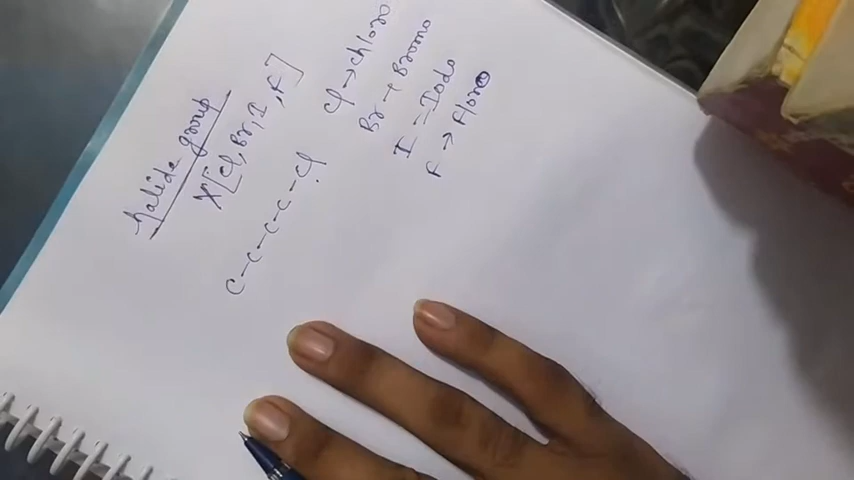 halide group
X [Cl, Br, I, F]
C-C-C-C-Cl
Cl → chloro
Br → Bromo
I = Iodo
F → Floro